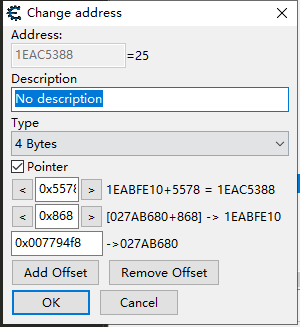 Change address
Address:
1EAC5388 =25
Description
No description
Type
4 Bytes
Pointer
< 0x5578 > 1EABFE10+5578 = 1EAC5388
< 0x868 > [027AB680+868] -> 1EABFE10
0x007794f8 ->027AB680
Add Offset Remove Offset
OK Cancel